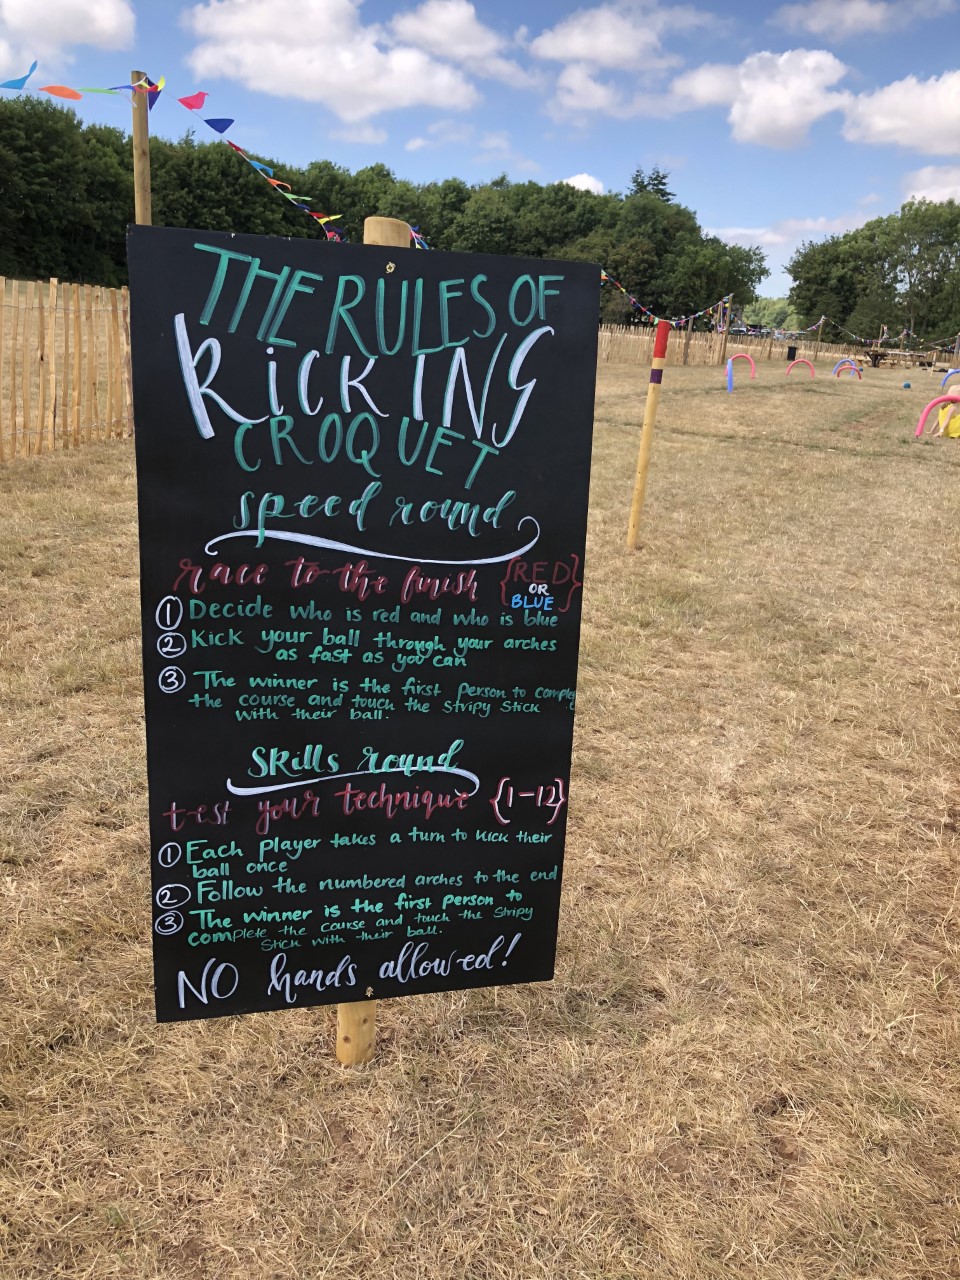 THE RULES OF
KiCKING
CROQUET
speed round
race to the finish {RED
OR
BLUE}
1 Decide who is red and who is blue
2 Kick your ball through your arches
as fast as you can
3 The winner is the first person to complete
the course and touch the stripy stick
with their ball.
Skills round
test your technique {1-12}
1 Each player takes a turn to kick their
ball once
2 Follow the numbered arches to the end
3 The winner is the first person to
complete the course and touch the stripy
stick with their ball.
NO hands allowed!